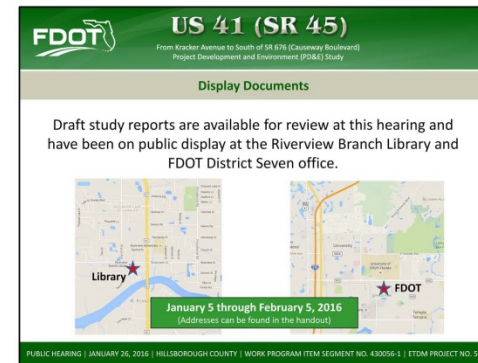 FDOT
US 41 (SR 45)
From Kracker Avenue to South of SR 676 (Causeway Boulevard)
Project Development and Environment (PD&E) Study
Display Documents
Draft study reports are available for review at this hearing and
have been on public display at the Riverview Branch Library and
FDOT District Seven office.
Library
FDOT
January 5 through February 5, 2016
(Addresses can be found in the handout)
PUBLIC HEARING | JANUARY 26, 2016 | HILLSBOROUGH COUNTY | WORK PROGRAM ITEM SEGMENT NO. 430056-1 | ETDM PROJECT NO. 5